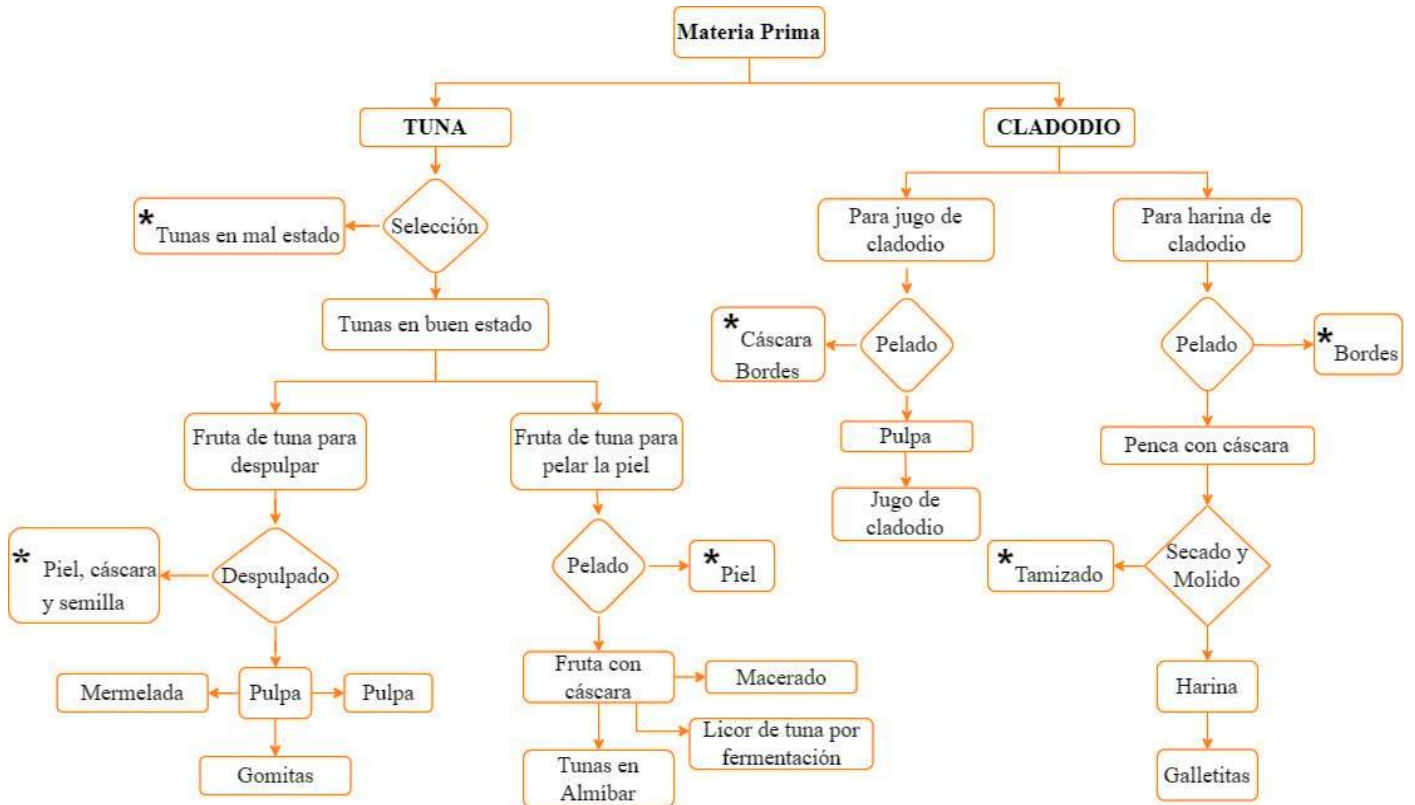 Materia Prima
TUNA
CLADODIO
Selección
*Tunas en mal estado
Tunas en buen estado
Fruta de tuna para
despulpar
Fruta de tuna para
pelar la piel
Despulpado
* Piel, cáscara
y semilla
Pulpa
Mermelada
Pulpa
Gomitas
Pelado
*Piel
Fruta con
cáscara
Macerado
Licor de tuna por
fermentación
Tunas en
Almíbar
Para jugo de
cladodio
Pelado
*Cáscara
Bordes
Pulpa
Jugo de
cladodio
Para harina de
cladodio
Pelado
*Bordes
Penca con cáscara
Secado y
Molido
*Tamizado
Harina
Galletitas